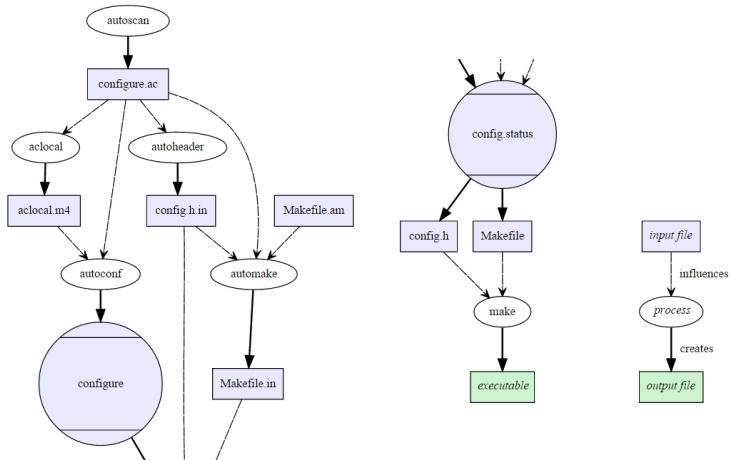 autoscan
configure.ac
aclocal
autoheader
aclocal.m4
config.h.in
Makefile.am
autoconf
automake
configure
Makefile.in
config.status
config.h
Makefile
make
executable
input file
influences
process
creates
output file